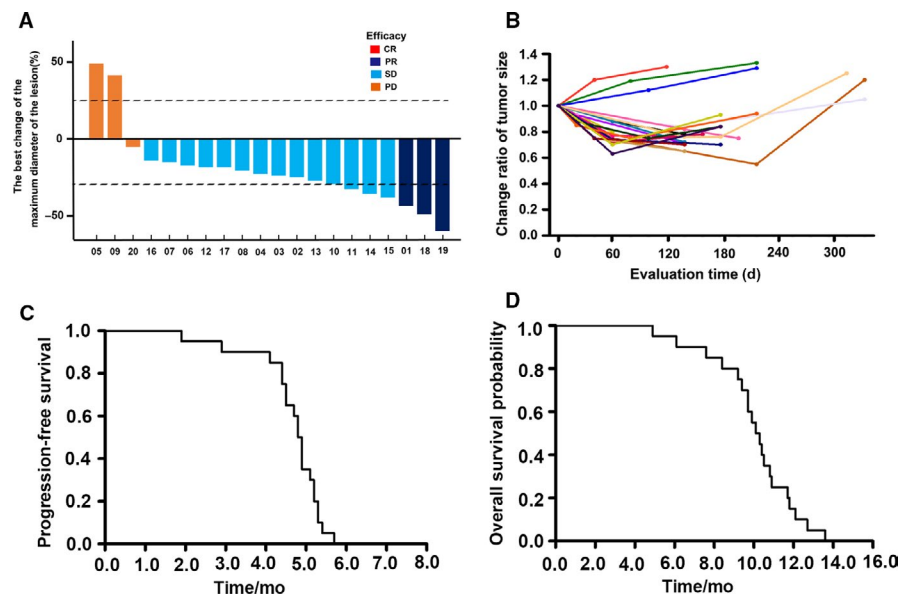 A
The best change of the
maximum diameter of the lesion(%)
50
0
−50
Efficacy
CR
PR
SD
PD
05 09 20 16 07 06 12 17 08 04 03 02 13 10 11 14 15 01 18 19
B
Change ratio of tumor size
1.4
1.2
1.0
0.8
0.6
0.4
0.2
0.0
0 60 120 180 240 300
Evaluation time (d)
C
Progression-free survival
1.0
0.8
0.6
0.4
0.2
0.0
0.0 1.0 2.0 3.0 4.0 5.0 6.0 7.0 8.0
Time/mo
D
Overall survival probability
1.0
0.8
0.6
0.4
0.2
0.0
0.0 2.0 4.0 6.0 8.0 10.0 12.0 14.0 16.0
Time/mo